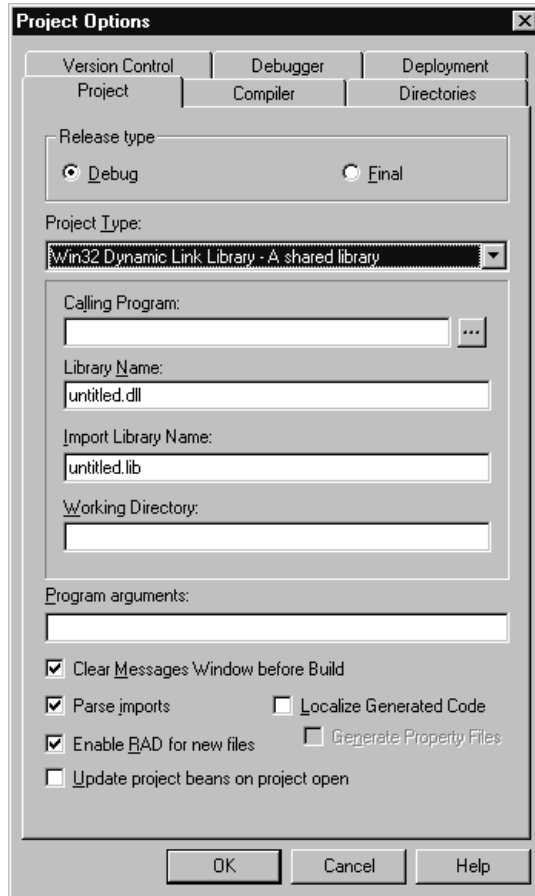 Project Options
Version Control Debugger Deployment
Project Compiler Directories
Release type
Debug Final
Project Type:
Win32 Dynamic Link Library - A shared library
Calling Program:
...
Library Name:
untitled.dll
Import Library Name:
untitled.lib
Working Directory:
Program arguments:
Clear Messages Window before Build
Parse imports Localize Generated Code
Enable RAD for new files Generate Property Files
Update project beans on project open
OK Cancel Help